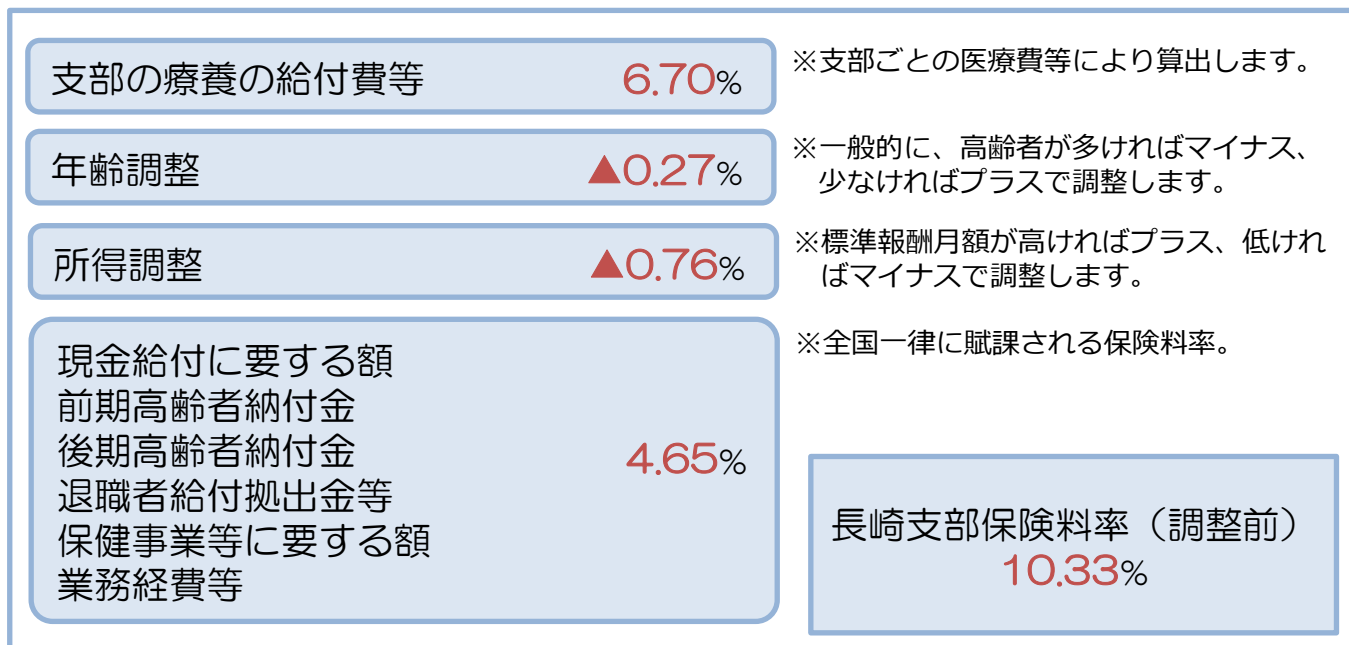 支部の療養の給付費等 6.70%
※支部ごとの医療費等により算出します。
年齢調整 ▲0.27%
※一般的に、高齢者が多ければマイナス、
少なければプラスで調整します。
所得調整 ▲0.76%
※標準報酬月額が高ければプラス、低けれ
ばマイナスで調整します。
現金給付に要する額
前期高齢者納付金
後期高齢者納付金
退職者給付拠出金等
保健事業等に要する額
業務経費等
4.65%
※全国一律に賦課される保険料率。
長崎支部保険料率（調整前）
10.33%